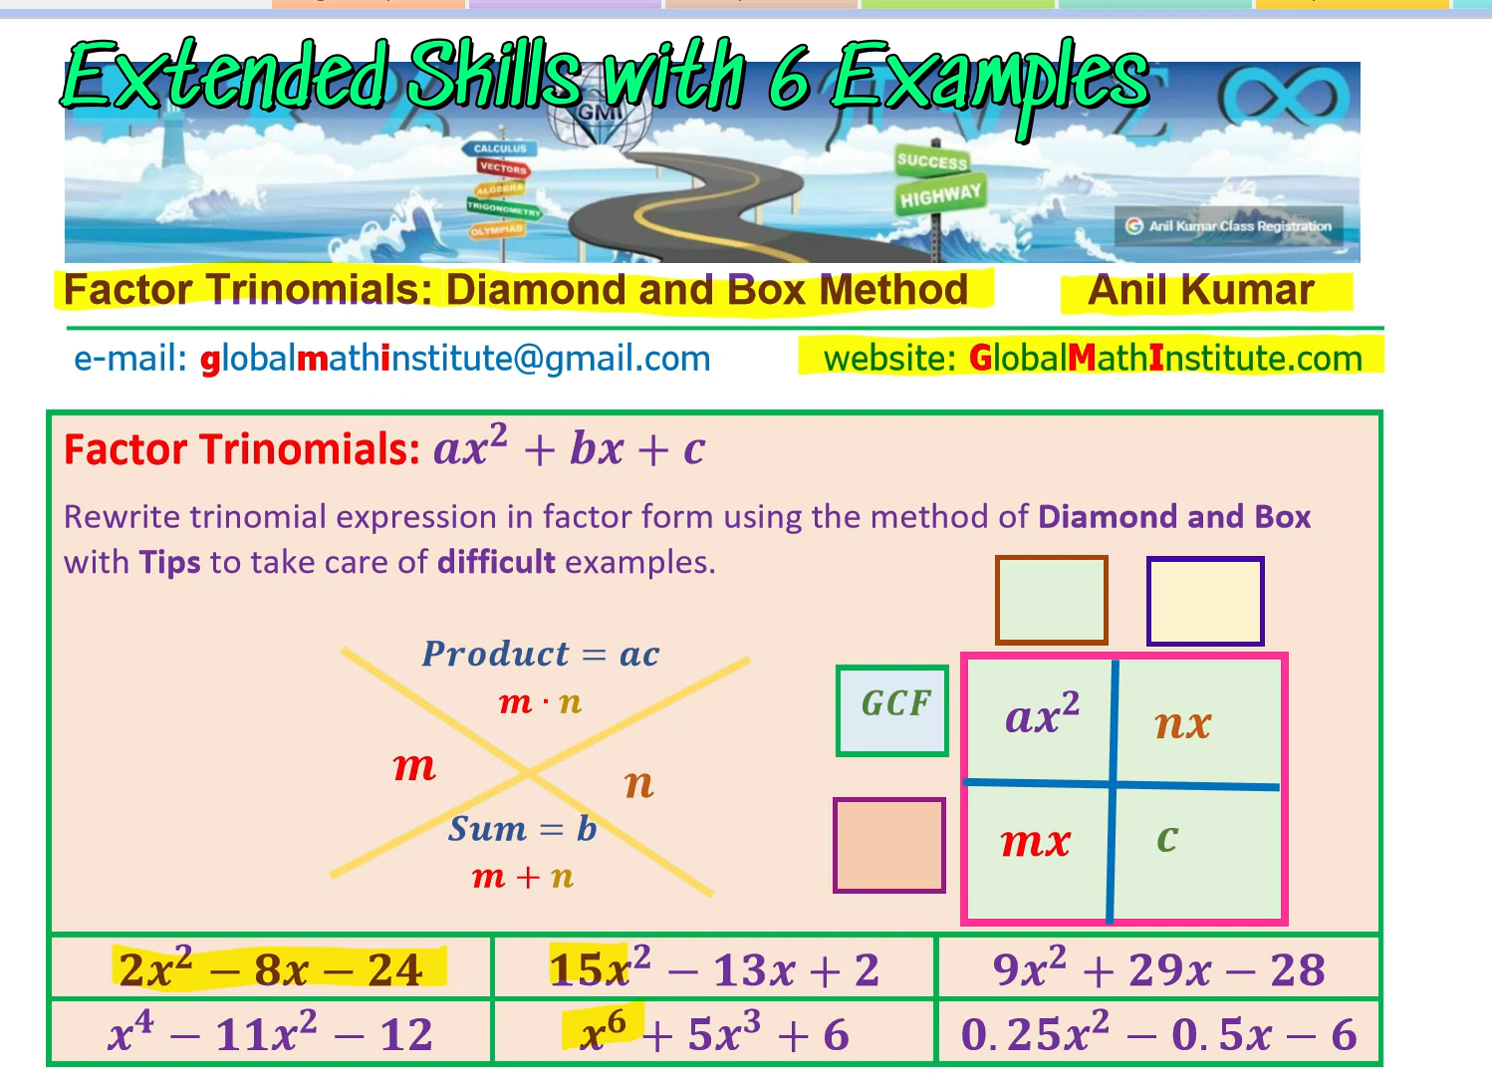 Extended Skills with 6 Examples
GMI
CALCULUS
VECTORS
ALGEBRA
TRIGONOMETRY
OLYMPIAD
SUCCESS
HIGHWAY
Anil Kumar Class Registration
Factor Trinomials: Diamond and Box Method Anil Kumar
e-mail: globalmathinstitute@gmail.com website: GlobalMathInstitute.com
Factor Trinomials: ax² + bx + c
Rewrite trinomial expression in factor form using the method of Diamond and Box
with Tips to take care of difficult examples.
Product = ac
m · n
m n
Sum = b
m + n
GCF ax² nx
mx c
2x² − 8x − 24 15x² − 13x + 2 9x² + 29x − 28
x⁴ − 11x² − 12 x⁶ + 5x³ + 6 0.25x² − 0.5x − 6